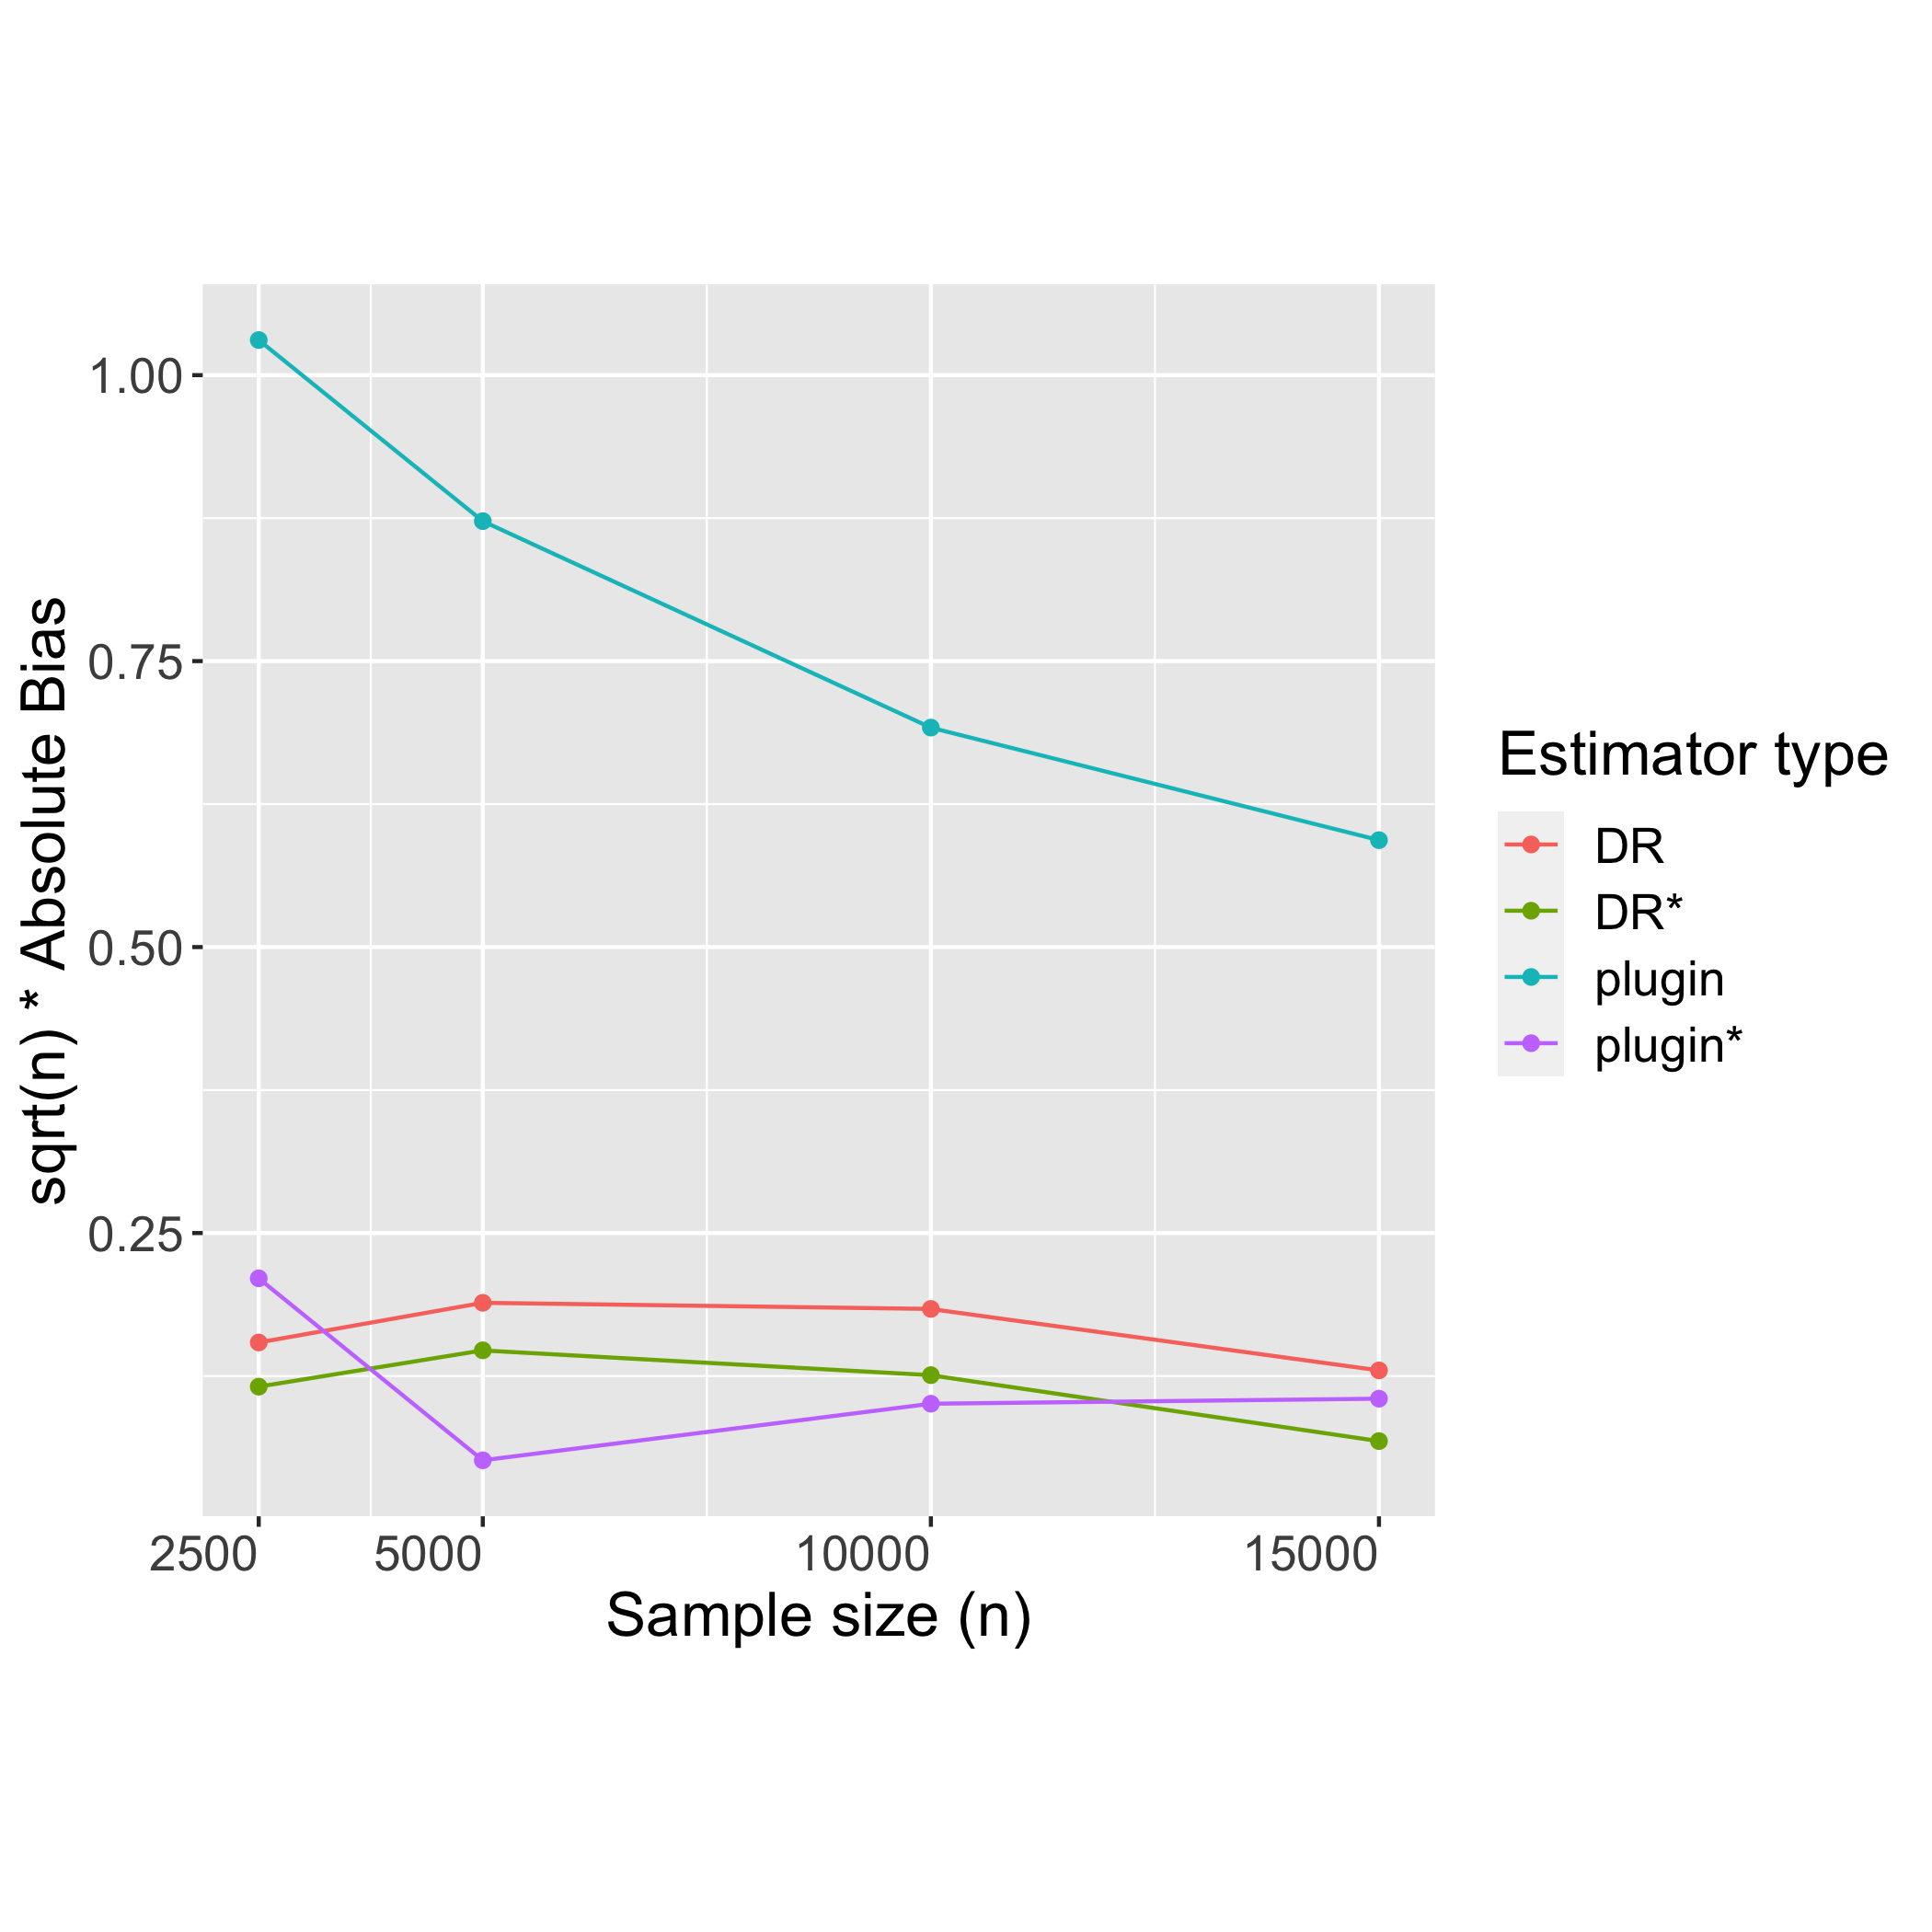 sqrt(n) * Absolute Bias
1.00
0.75
0.50
0.25
2500
5000
10000
15000
Sample size (n)
Estimator type
DR
DR*
plugin
plugin*